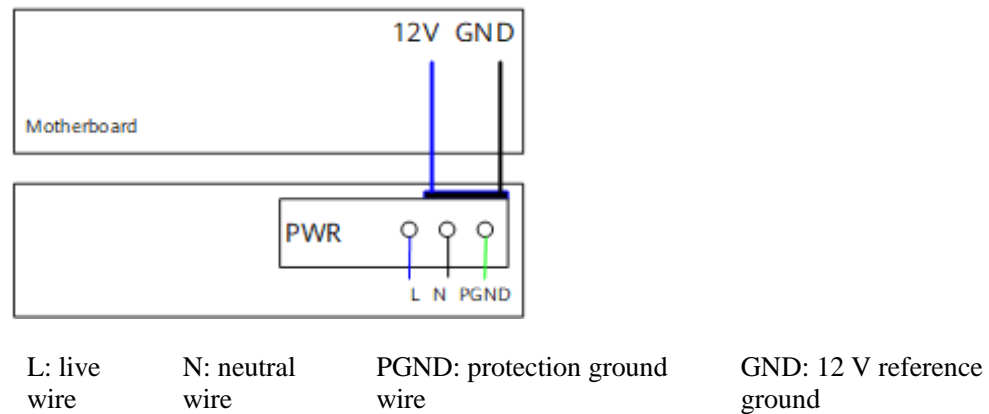 12V GND
Motherboard
PWR
L N PGND
L: live wire
N: neutral wire
PGND: protection ground wire
GND: 12 V reference ground